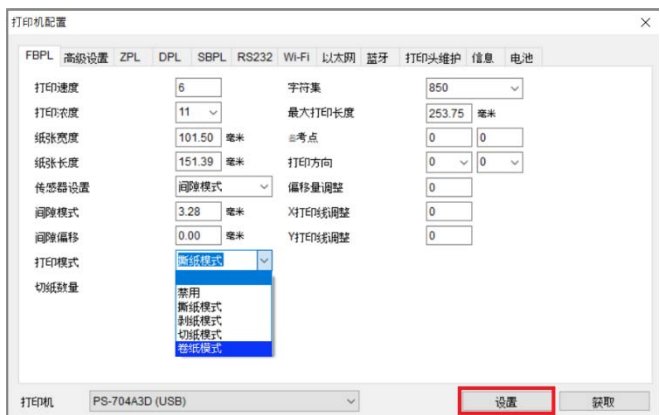 打印机配置
FBPL 高级设置 ZPL DPL SBPL RS232 Wi-Fi 以太网 蓝牙 打印头维护 信息 电池
打印速度 6 字符集 850
打印浓度 11 最大打印长度 253.75 毫米
纸张宽度 101.50 毫米 考点 0 0
纸张长度 151.39 毫米 打印方向 0 0
传感器设置 间隙模式 偏移量调整 0
间隙模式 3.28 毫米 X打印线调整 0
间隙偏移 0.00 毫米 Y打印线调整 0
打印模式 撕纸模式
切纸数量
禁用
撕纸模式
剥纸模式
切纸模式
卷纸模式
打印机 PS-704A3D (USB) 设置 获取